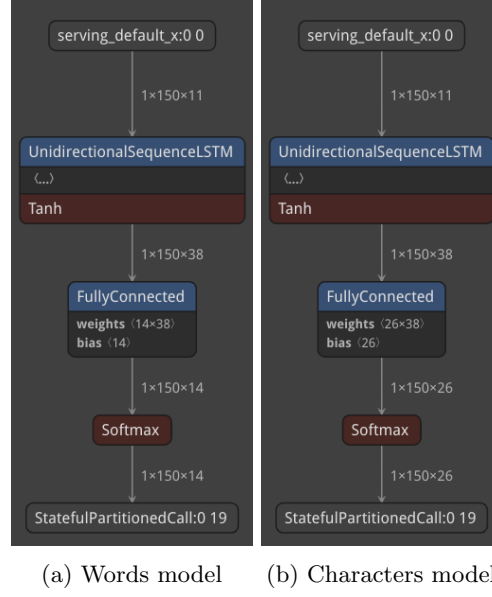 serving_default_x:0 0
1×150×11
UnidirectionalSequenceLSTM
⟨...⟩
Tanh
1×150×38
FullyConnected
weights ⟨14×38⟩
bias ⟨14⟩
1×150×14
Softmax
1×150×14
StatefulPartitionedCall:0 19
(a) Words model
serving_default_x:0 0
1×150×11
UnidirectionalSequenceLSTM
⟨...⟩
Tanh
1×150×38
FullyConnected
weights ⟨26×38⟩
bias ⟨26⟩
1×150×26
Softmax
1×150×26
StatefulPartitionedCall:0 19
(b) Characters model